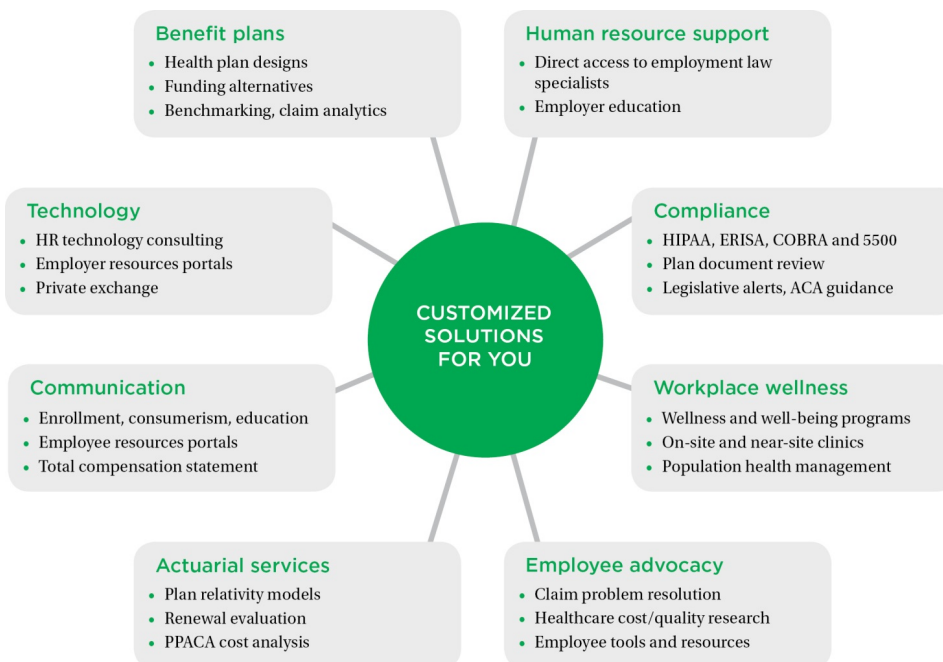 Benefit plans
• Health plan designs
• Funding alternatives
• Benchmarking, claim analytics
Human resource support
• Direct access to employment law
specialists
• Employer education
Technology
• HR technology consulting
• Employer resources portals
• Private exchange
Compliance
• HIPAA, ERISA, COBRA and 5500
• Plan document review
• Legislative alerts, ACA guidance
CUSTOMIZED
SOLUTIONS
FOR YOU
Communication
• Enrollment, consumerism, education
• Employee resources portals
• Total compensation statement
Workplace wellness
• Wellness and well-being programs
• On-site and near-site clinics
• Population health management
Actuarial services
• Plan relativity models
• Renewal evaluation
• PPACA cost analysis
Employee advocacy
• Claim problem resolution
• Healthcare cost/quality research
• Employee tools and resources